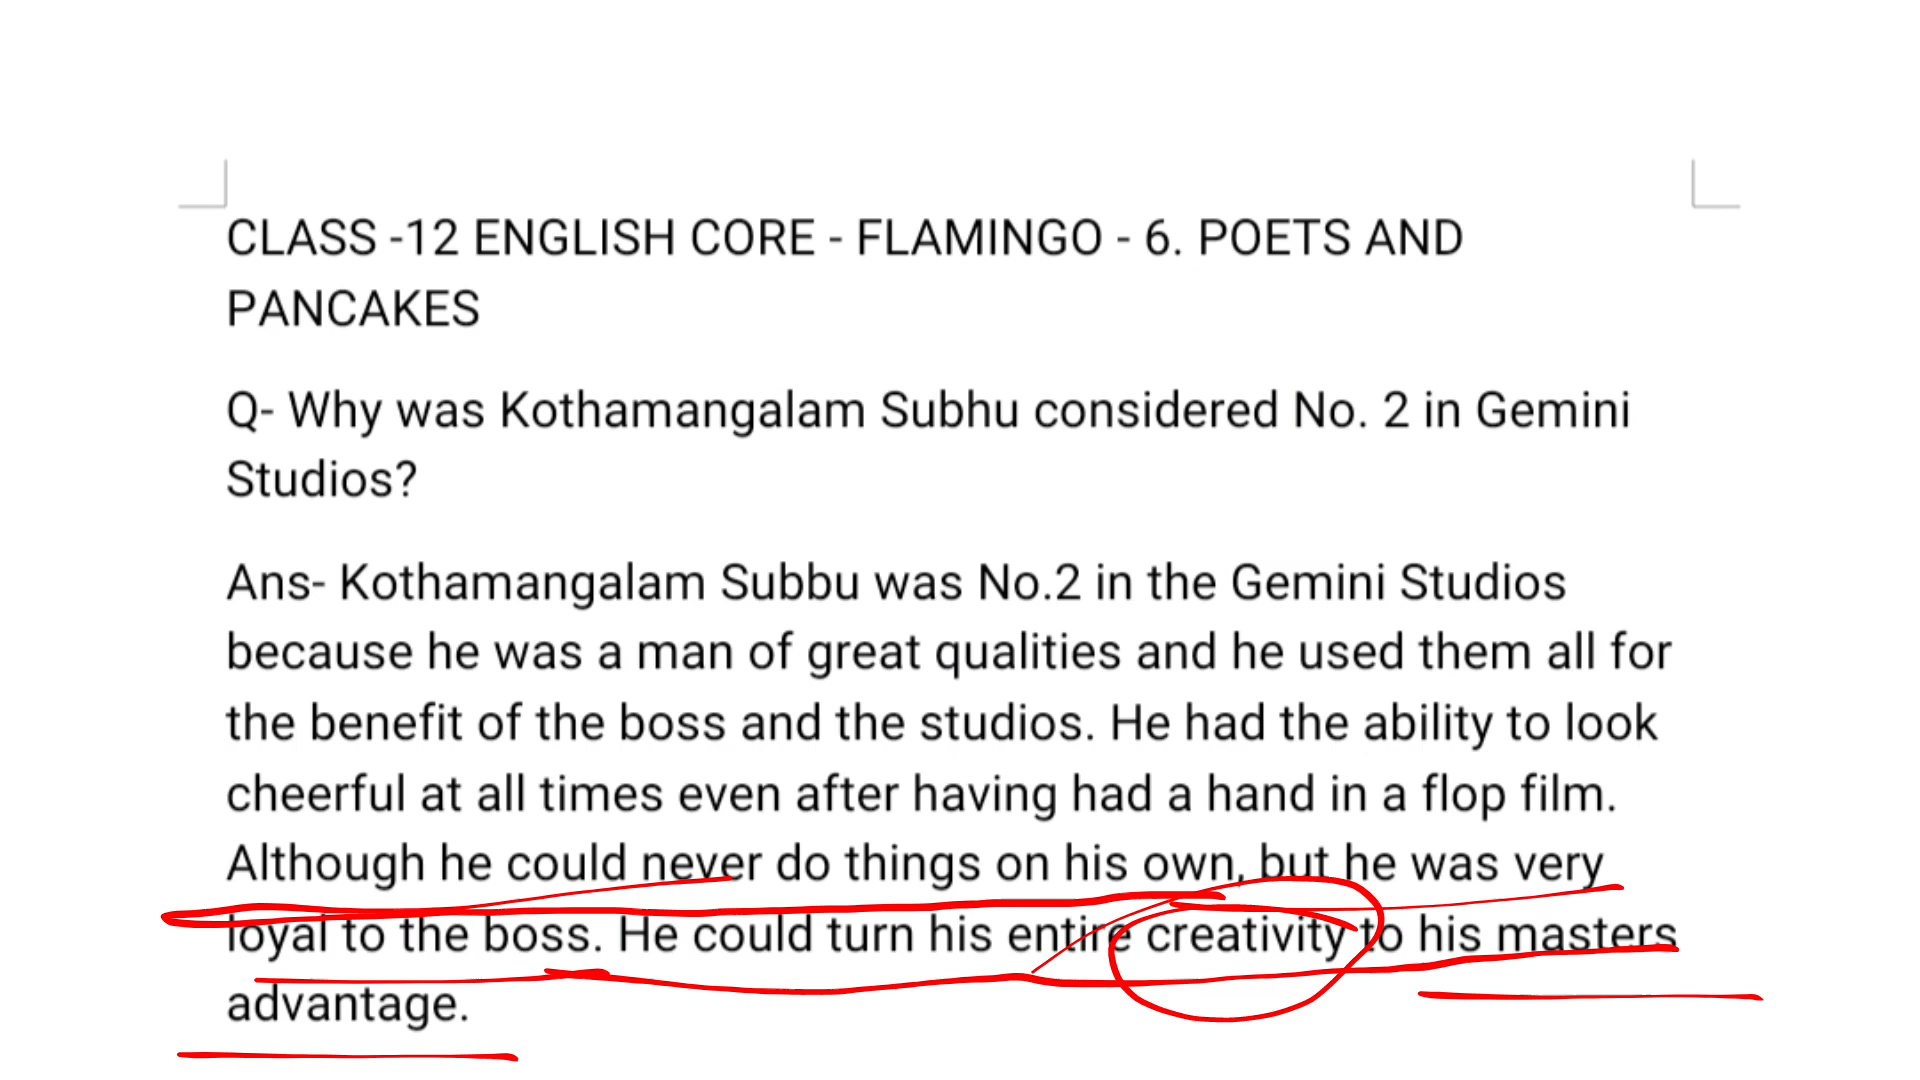 CLASS -12 ENGLISH CORE - FLAMINGO - 6. POETS AND
PANCAKES
Q- Why was Kothamangalam Subhu considered No. 2 in Gemini
Studios?
Ans- Kothamangalam Subbu was No.2 in the Gemini Studios
because he was a man of great qualities and he used them all for
the benefit of the boss and the studios. He had the ability to look
cheerful at all times even after having had a hand in a flop film.
Although he could never do things on his own, but he was very
loyal to the boss. He could turn his entire creativity to his masters
advantage.